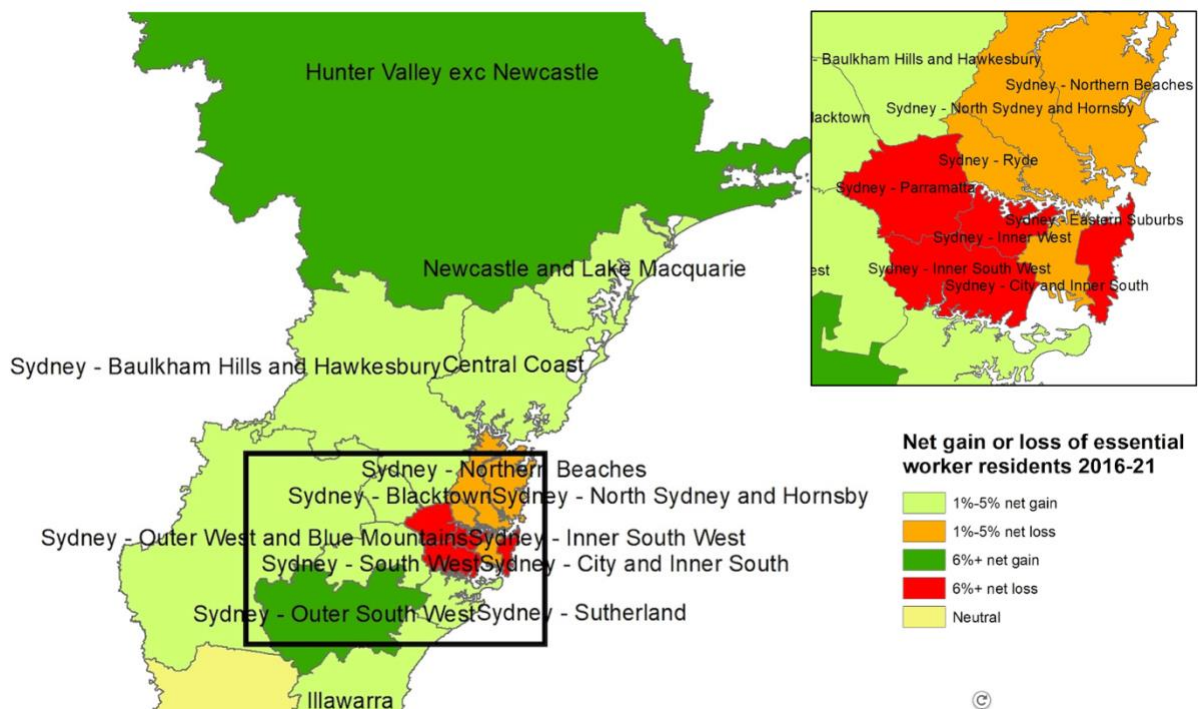 Hunter Valley exc Newcastle
Newcastle and Lake Macquarie
Sydney - Baulkham Hills and Hawkesbury
Central Coast
Sydney - Northern Beaches
Sydney - Blacktown
Sydney - North Sydney and Hornsby
Sydney - Outer West and Blue Mountains
Sydney - Inner South West
Sydney - South West
Sydney - City and Inner South
Sydney - Outer South West
Sydney - Sutherland
Illawarra
- Baulkham Hills and Hawkesbury
Sydney - Northern Beaches
Sydney - North Sydney and Hornsby
lacktown
Sydney - Ryde
Sydney - Parramatta
Sydney - Eastern Suburbs
Sydney - Inner West
est
Sydney - Inner South West
Sydney - City and Inner South
Net gain or loss of essential
worker residents 2016-21
1%-5% net gain
1%-5% net loss
6%+ net gain
6%+ net loss
Neutral